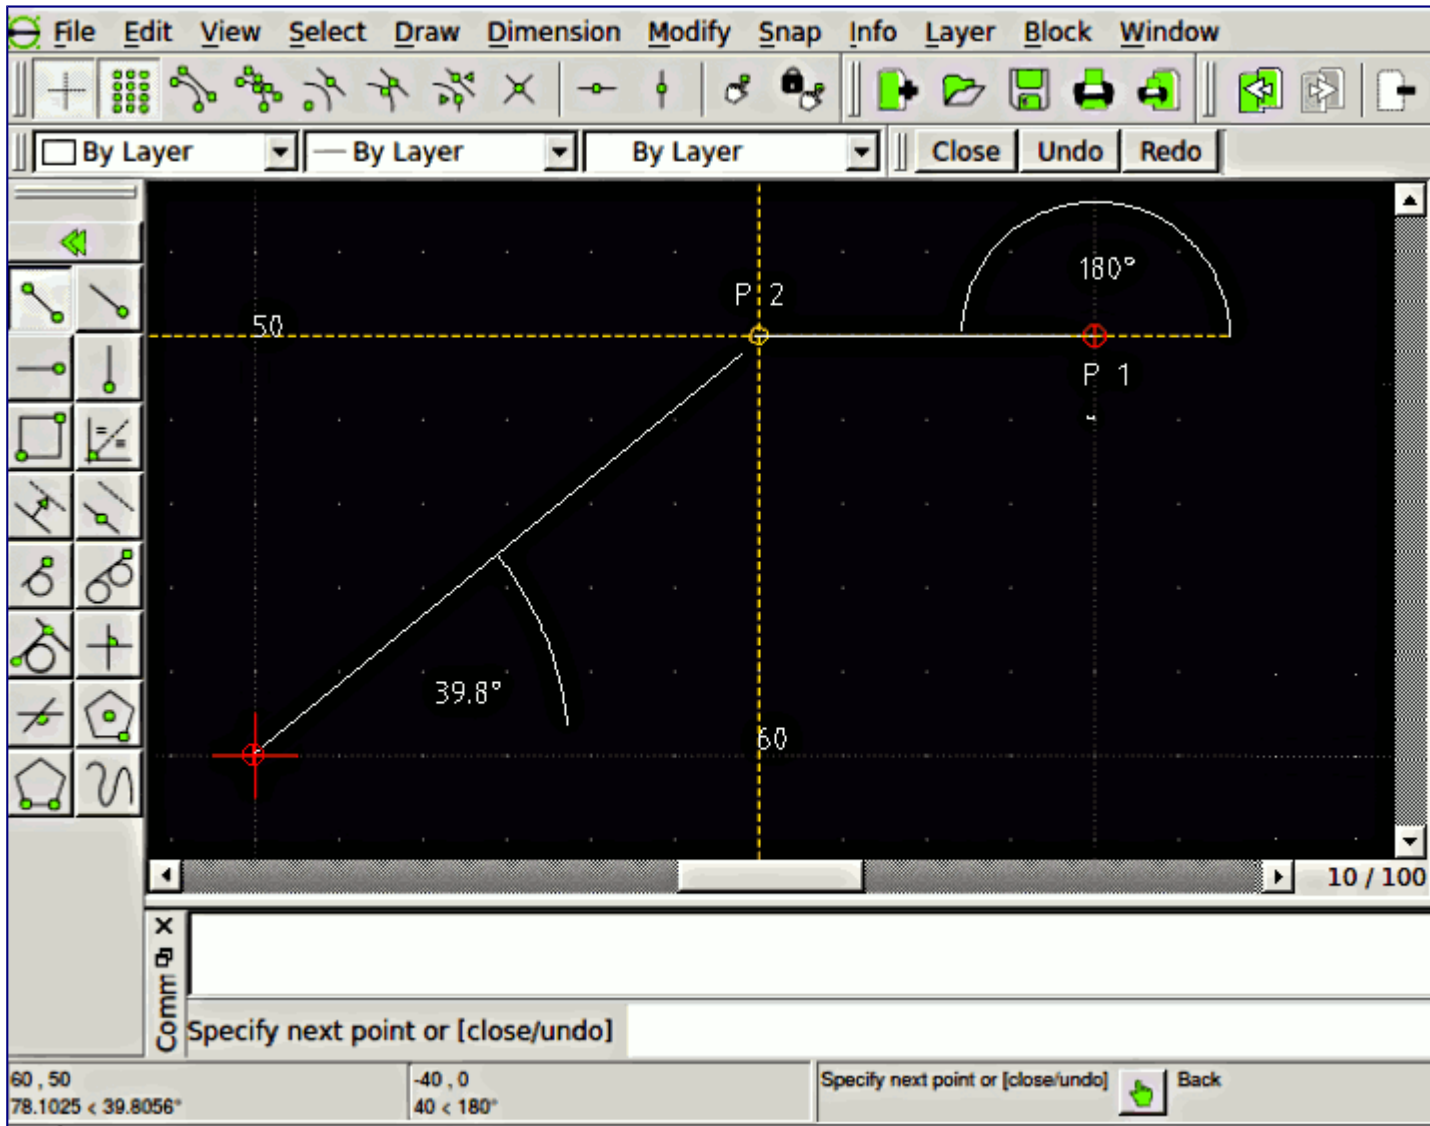 File Edit View Select Draw Dimension Modify Snap Info Layer Block Window
By Layer By Layer By Layer Close Undo Redo
180°
P 2
50
P 1
39.8°
60
10 / 100
Comm
Specify next point or [close/undo]
60 , 50 -40 , 0 Specify next point or [close/undo] Back
78.1025 < 39.8056° 40 < 180°